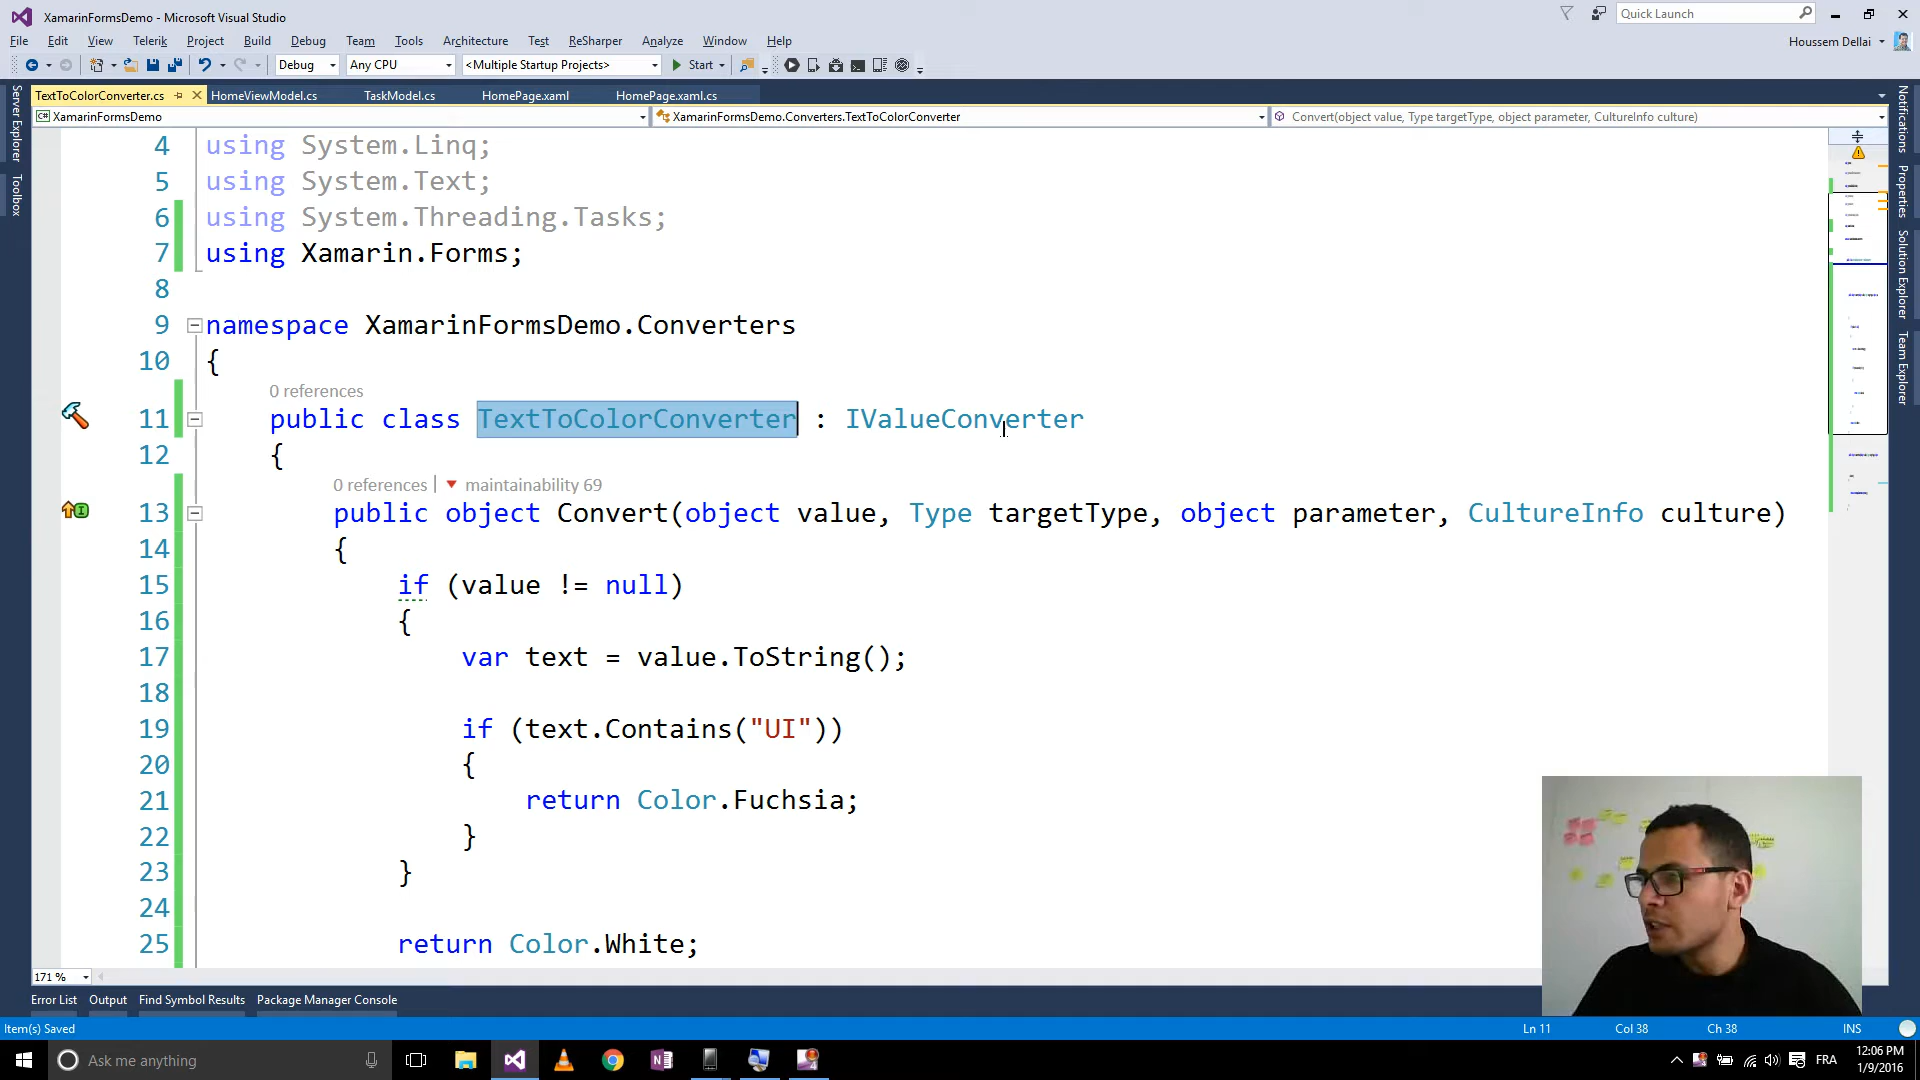 XamarinFormsDemo - Microsoft Visual Studio
Quick Launch
File Edit View Telerik Project Build Debug Team Tools Architecture Test ReSharper Analyze Window Help
Houssem Dellai
Debug Any CPU <Multiple Startup Projects> Start
TextToColorConverter.cs HomeViewModel.cs TaskModel.cs HomePage.xaml HomePage.xaml.cs
C# XamarinFormsDemo XamarinFormsDemo.Converters.TextToColorConverter Convert(object value, Type targetType, object parameter, CultureInfo culture)
Server Explorer
Toolbox
Notifications
Properties
Solution Explorer
Team Explorer
4 using System.Linq;
5 using System.Text;
6 using System.Threading.Tasks;
7 using Xamarin.Forms;
8
9 namespace XamarinFormsDemo.Converters
10 {
0 references
11 public class TextToColorConverter : IValueConverter
12 {
0 references | maintainability 69
13 public object Convert(object value, Type targetType, object parameter, CultureInfo culture)
14 {
15 if (value != null)
16 {
17 var text = value.ToString();
18
19 if (text.Contains("UI"))
20 {
21 return Color.Fuchsia;
22 }
23 }
24
25 return Color.White;
171 %
Error List Output Find Symbol Results Package Manager Console
Item(s) Saved Ln 11 Col 38 Ch 38 INS
Ask me anything
FRA
12:06 PM
1/9/2016